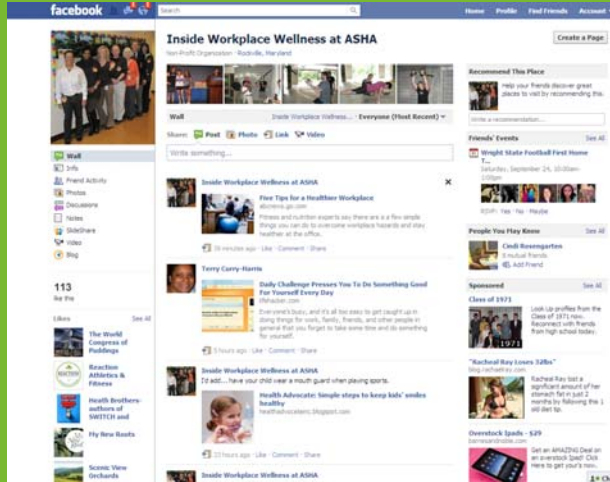 facebook
Search
Home Profile Find Friends Account
Inside Workplace Wellness at ASHA
Non-Profit Organization · Rockville, Maryland
Create a Page
Wall Inside Workplace Wellness... · Everyone (Most Recent)
Share: Post Photo Link Video
Write something...
Wall
Info
Friend Activity
Photos
Discussions
Notes
SlideShare
Video
Blog
113
like this
Likes See All
The World
Congress of
Puddings
Reaction
Athletics &
Fitness
Heath Brothers-
authors of
SWITCH and
My New Roots
Scenic View
Orchards
Inside Workplace Wellness at ASHA
Five Tips for a Healthier Workplace
abcnews.go.com
Fitness and nutrition experts say there are a few simple
things you can do to overcome workplace hazards and stay
healthier at the office.
39 minutes ago · Like · Comment · Share
Terry Curry-Harris
Daily Challenge Presses You To Do Something Good
For Yourself Every Day
lifehacker.com
Everyone's busy, and it's all too easy to get caught up in
doing things for work, family, friends, and other people in
general that you forget to take some time and do something
for yourself.
5 hours ago · Like · Comment · Share
Inside Workplace Wellness at ASHA
I'd add... have your child wear a mouth guard when playing sports.
Health Advocate: Simple steps to keep kids' smiles
healthy
healthadvocateinc.blogspot.com
23 hours ago · Like · Comment · Share
Inside Workplace Wellness at ASHA
Recommend This Place
Help your friends discover great
places to visit by recommending this.
Write a recommendation...
Friends' Events See All
Wright State Football First Home
T...
Saturday, September 24, 10:00am-
1:00pm
RSVP: Yes · No · Maybe
People You May Know See All
Cindi Rosengarten
8 mutual friends
Add Friend
Sponsored See All
Class of 1971
1971
Look up profiles from the
Class of 1971 now.
Reconnect with friends
from high school today.
"Rachael Ray Loses 32lbs"
blog.rachaelray.com
Rachael Ray lost a
significant amount of her
stomach fat in just 2
months by following this 1
old diet tip.
Overstock Ipads - $29
Get an AMAZING Deal on
an overstock Ipad! Click
Here to get your's now.